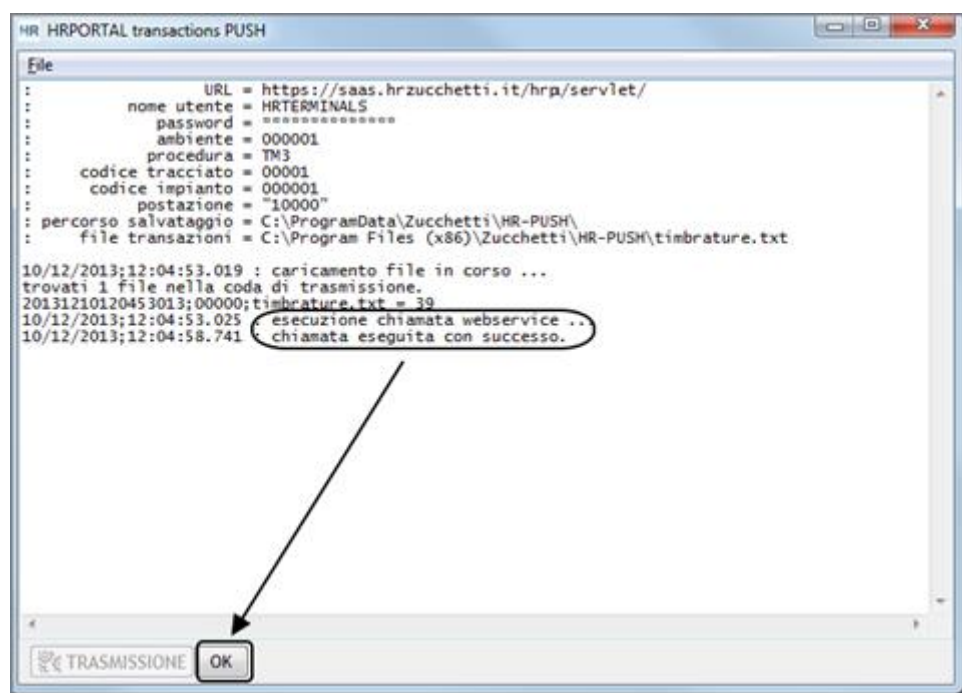 HR HRPORTAL transactions PUSH
File
: URL = https://saas.hrzucchetti.it/hrp/servlet/
: nome utente = HRTERMINALS
: password = **************
: ambiente = 000001
: procedura = TM3
: codice tracciato = 00001
: codice impianto = 000001
: postazione = "10000"
: percorso salvataggio = C:\ProgramData\Zucchetti\HR-PUSH\
: file transazioni = C:\Program Files (x86)\Zucchetti\HR-PUSH\timbrature.txt
10/12/2013;12:04:53.019 : caricamento file in corso ...
trovati 1 file nella coda di trasmissione.
20131210120453013;00000;timbrature.txt = 39
10/12/2013;12:04:53.025 : esecuzione chiamata webservice ...
10/12/2013;12:04:58.741 : chiamata eseguita con successo.
TRASMISSIONE OK